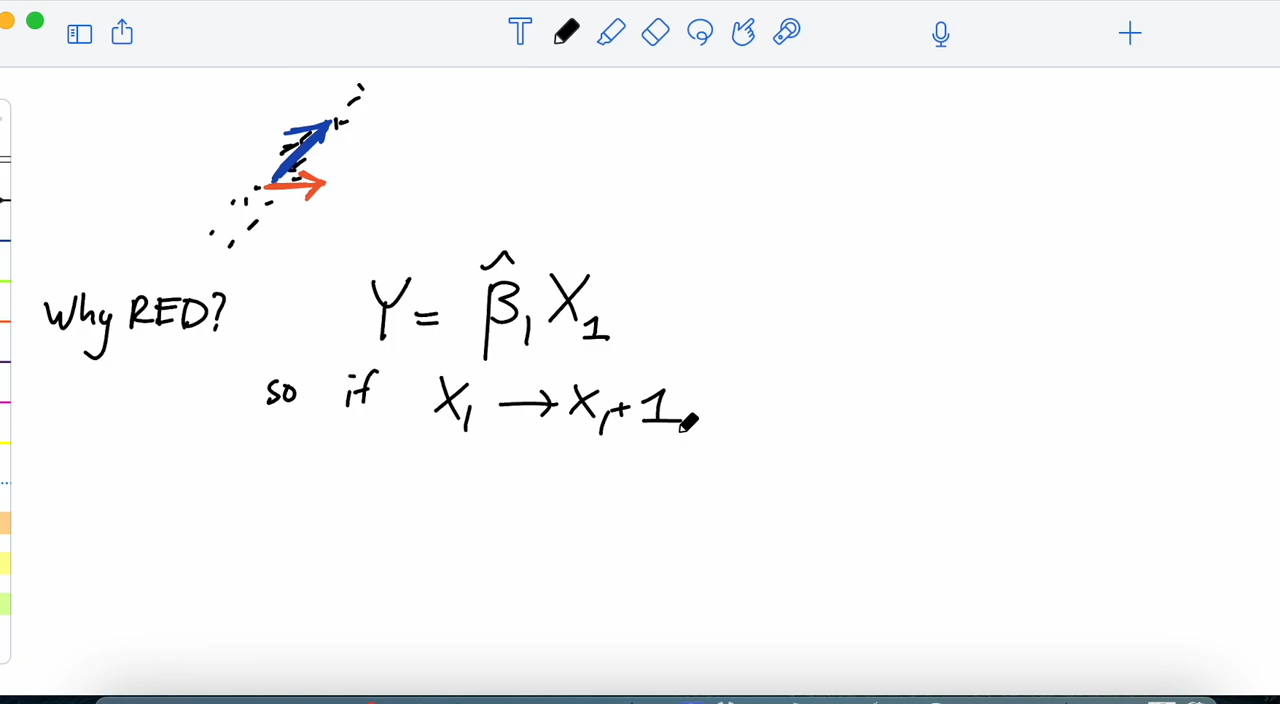 Why RED? Y = β̂₁ X₁
so if X₁ → X₁ + 1